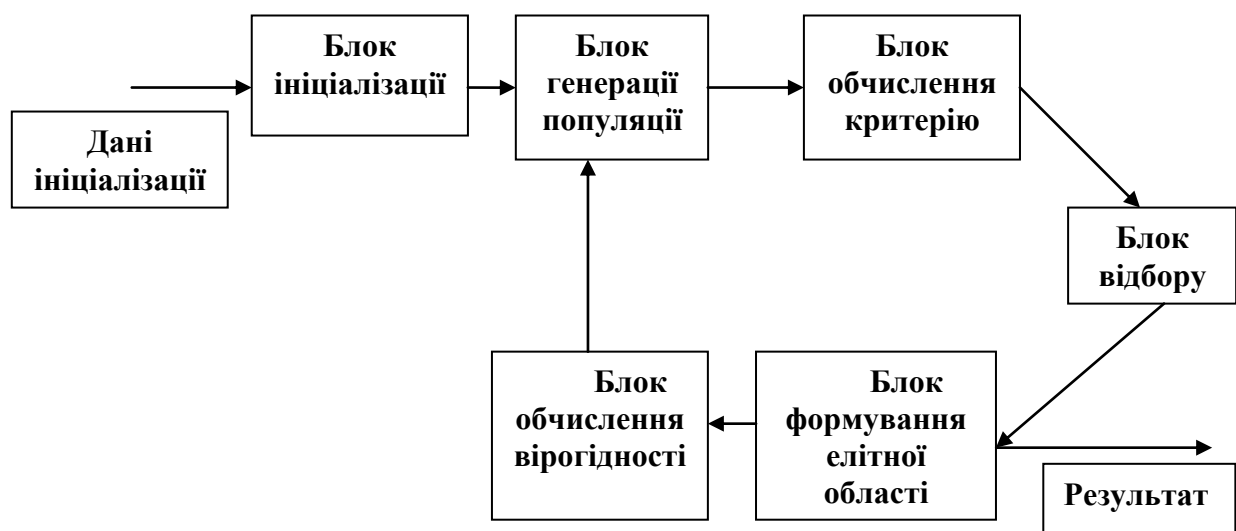 Блок
ініціалізації
Блок
генерації
популяції
Блок
обчислення
критерію
Дані
ініціалізації
Блок
відбору
Блок
обчислення
вірогідності
Блок
формування
елітної
області
Результат